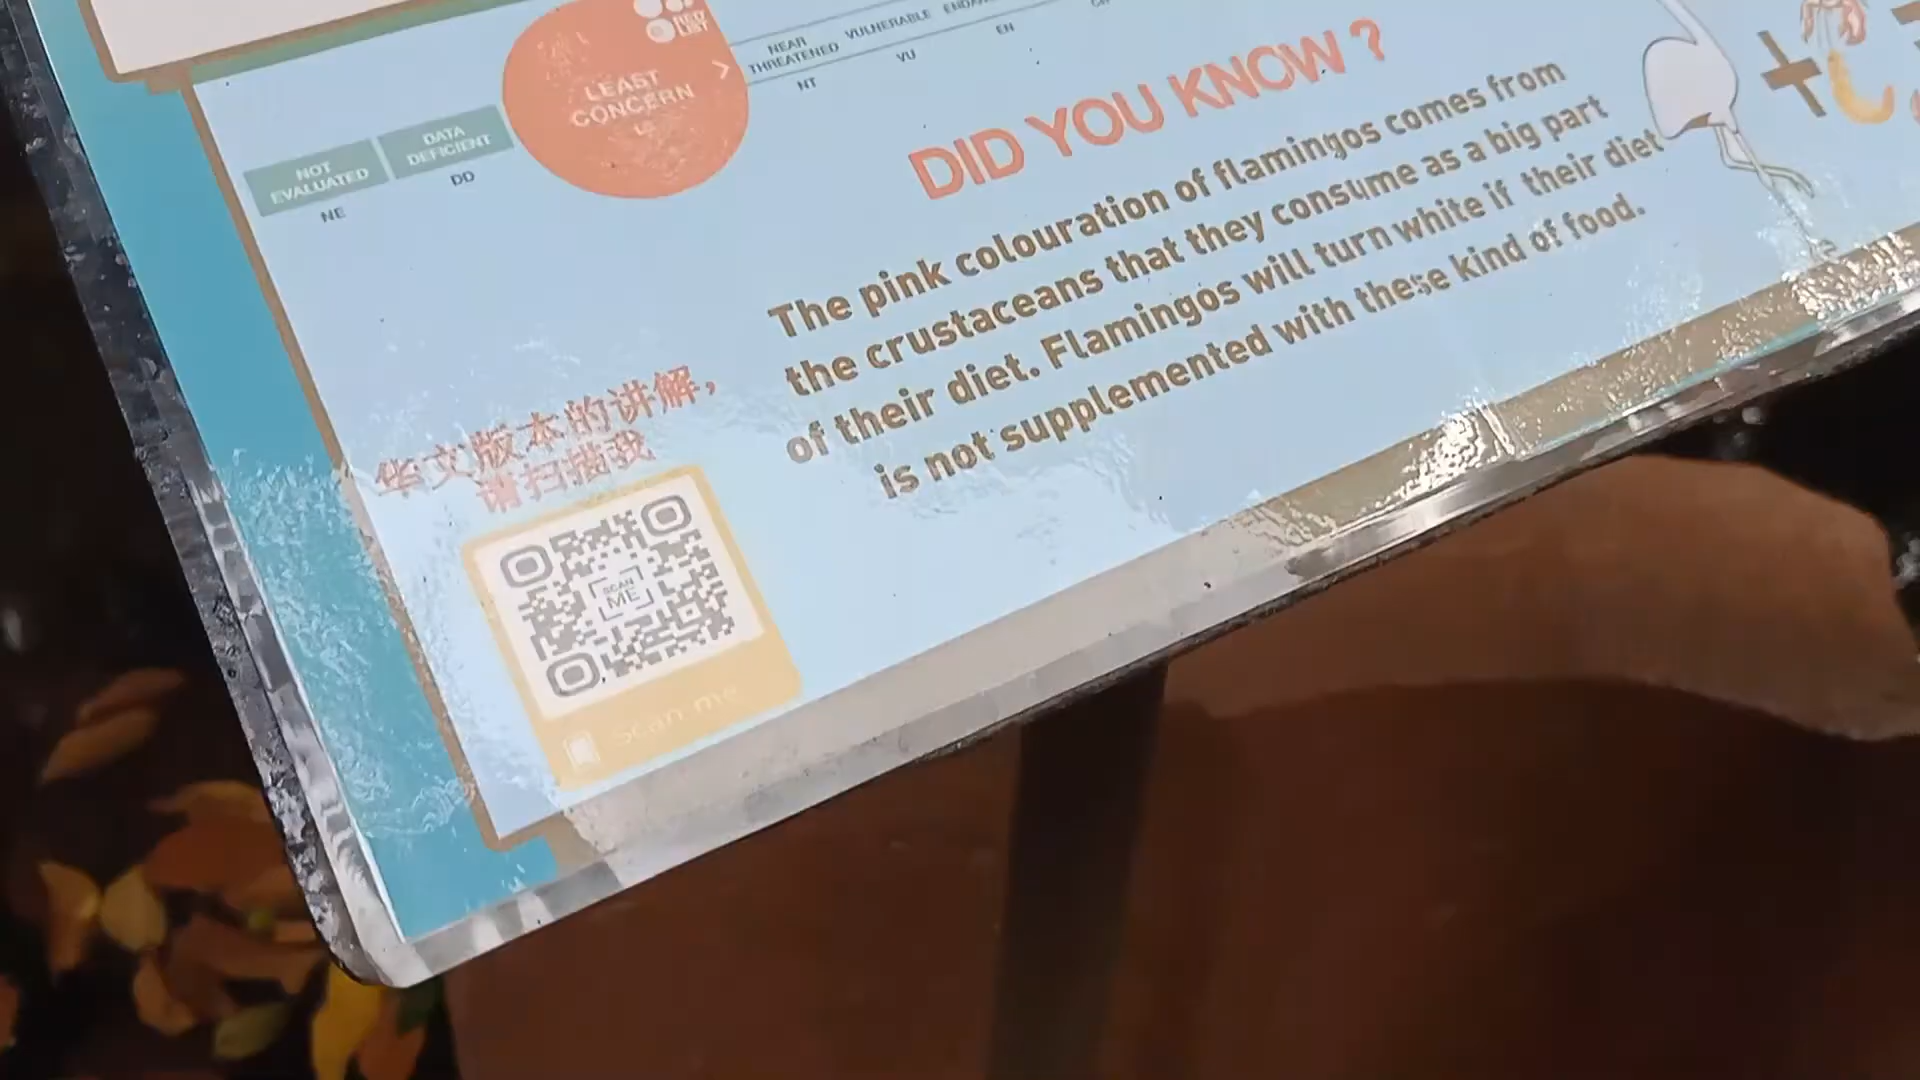 RED
LIST
LEAST
CONCERN
LC
NEAR
THREATENED
NT
VULNERABLE
VU
EN
NOT
EVALUATED
NE
DATA
DEFICIENT
DD
DID YOU KNOW ?
The pink colouration of flamingos comes from
the crustaceans that they consume as a big part
of their diet. Flamingos will turn white if their diet
is not supplemented with these kind of food.
华文版本的讲解，
请扫描我
SCAN
ME
Scan me